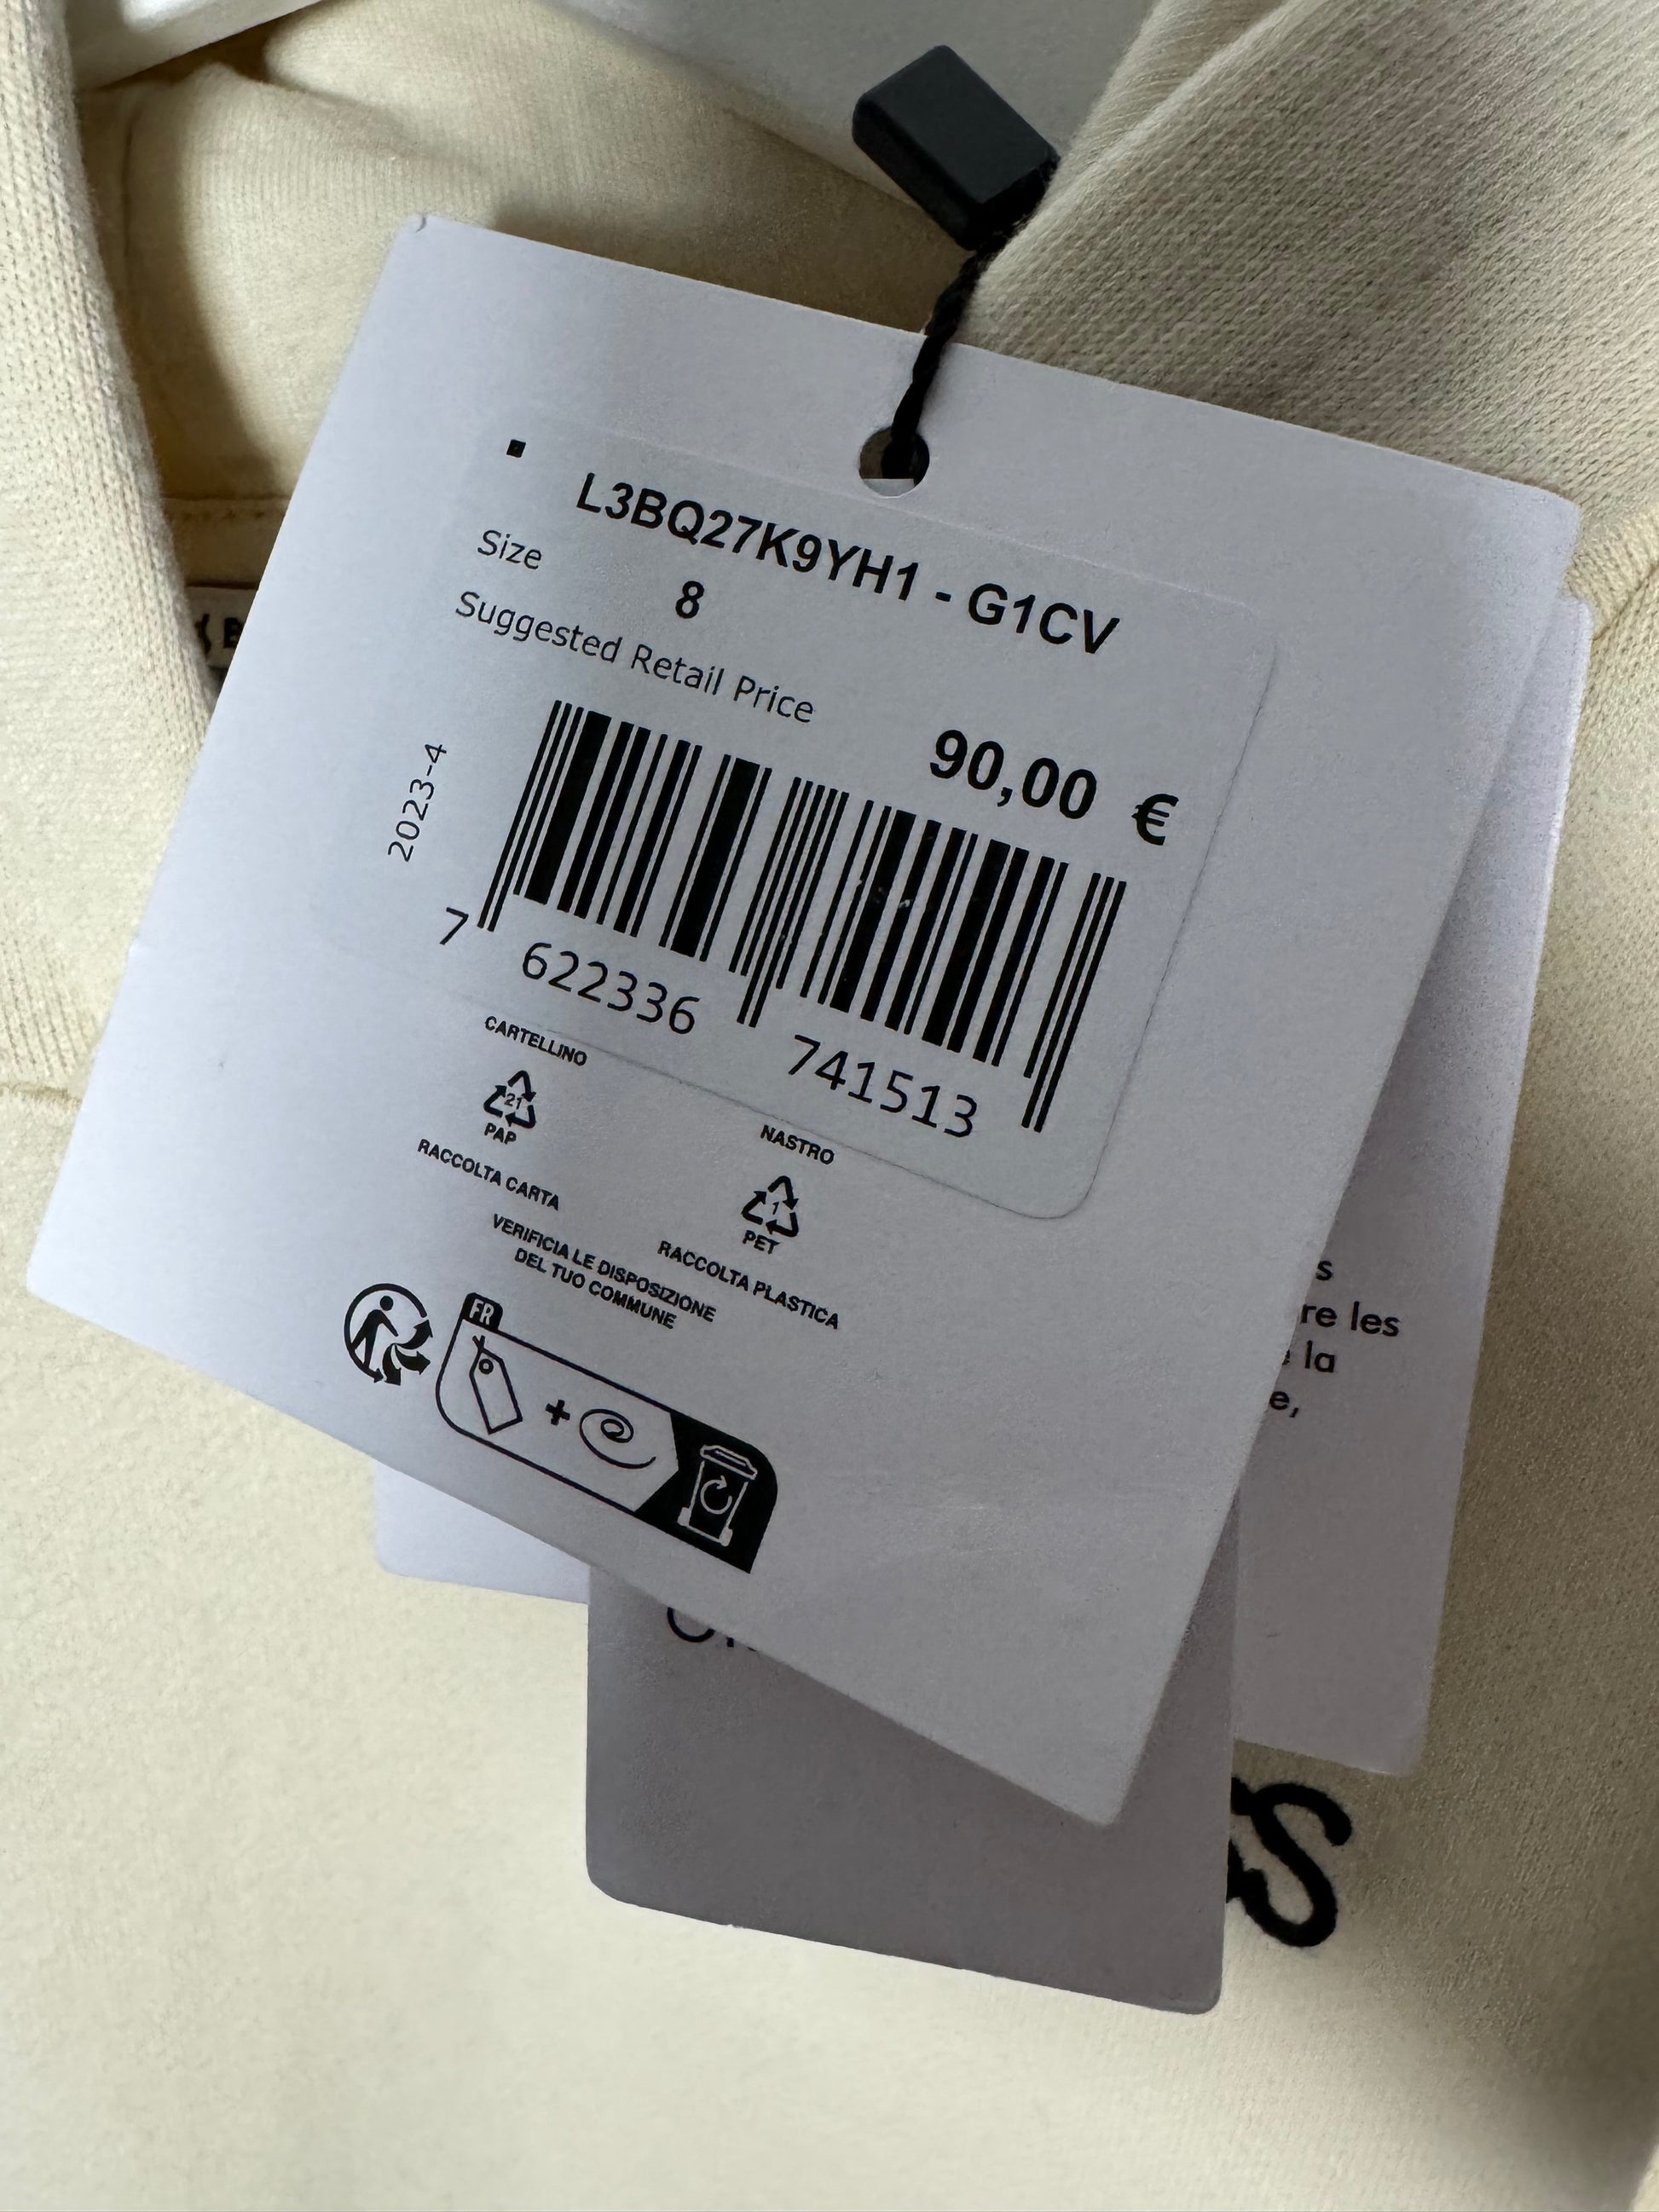 L3BQ27K9YH1 - G1CV
Size
8
Suggested Retail Price
90,00 €
2023-4
7 622336 741513
CARTELLINO
21
PAP
RACCOLTA CARTA
NASTRO
1
PET
RACCOLTA PLASTICA
VERIFICIA LE DISPOSIZIONE
DEL TUO COMMUNE
FR
re les
la
e,